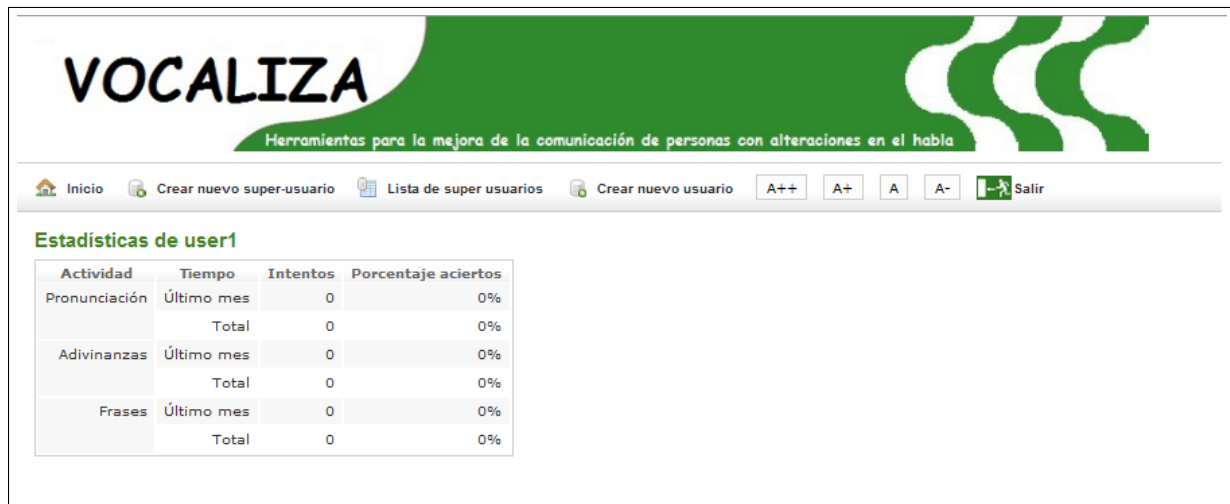 VOCALIZA
Herramientas para la mejora de la comunicación de personas con alteraciones en el habla
Inicio Crear nuevo super-usuario Lista de super usuarios Crear nuevo usuario A++ A+ A A- Salir
Estadísticas de user1
Actividad Tiempo Intentos Porcentaje aciertos
Pronunciación Último mes 0 0%
Total 0 0%
Adivinanzas Último mes 0 0%
Total 0 0%
Frases Último mes 0 0%
Total 0 0%